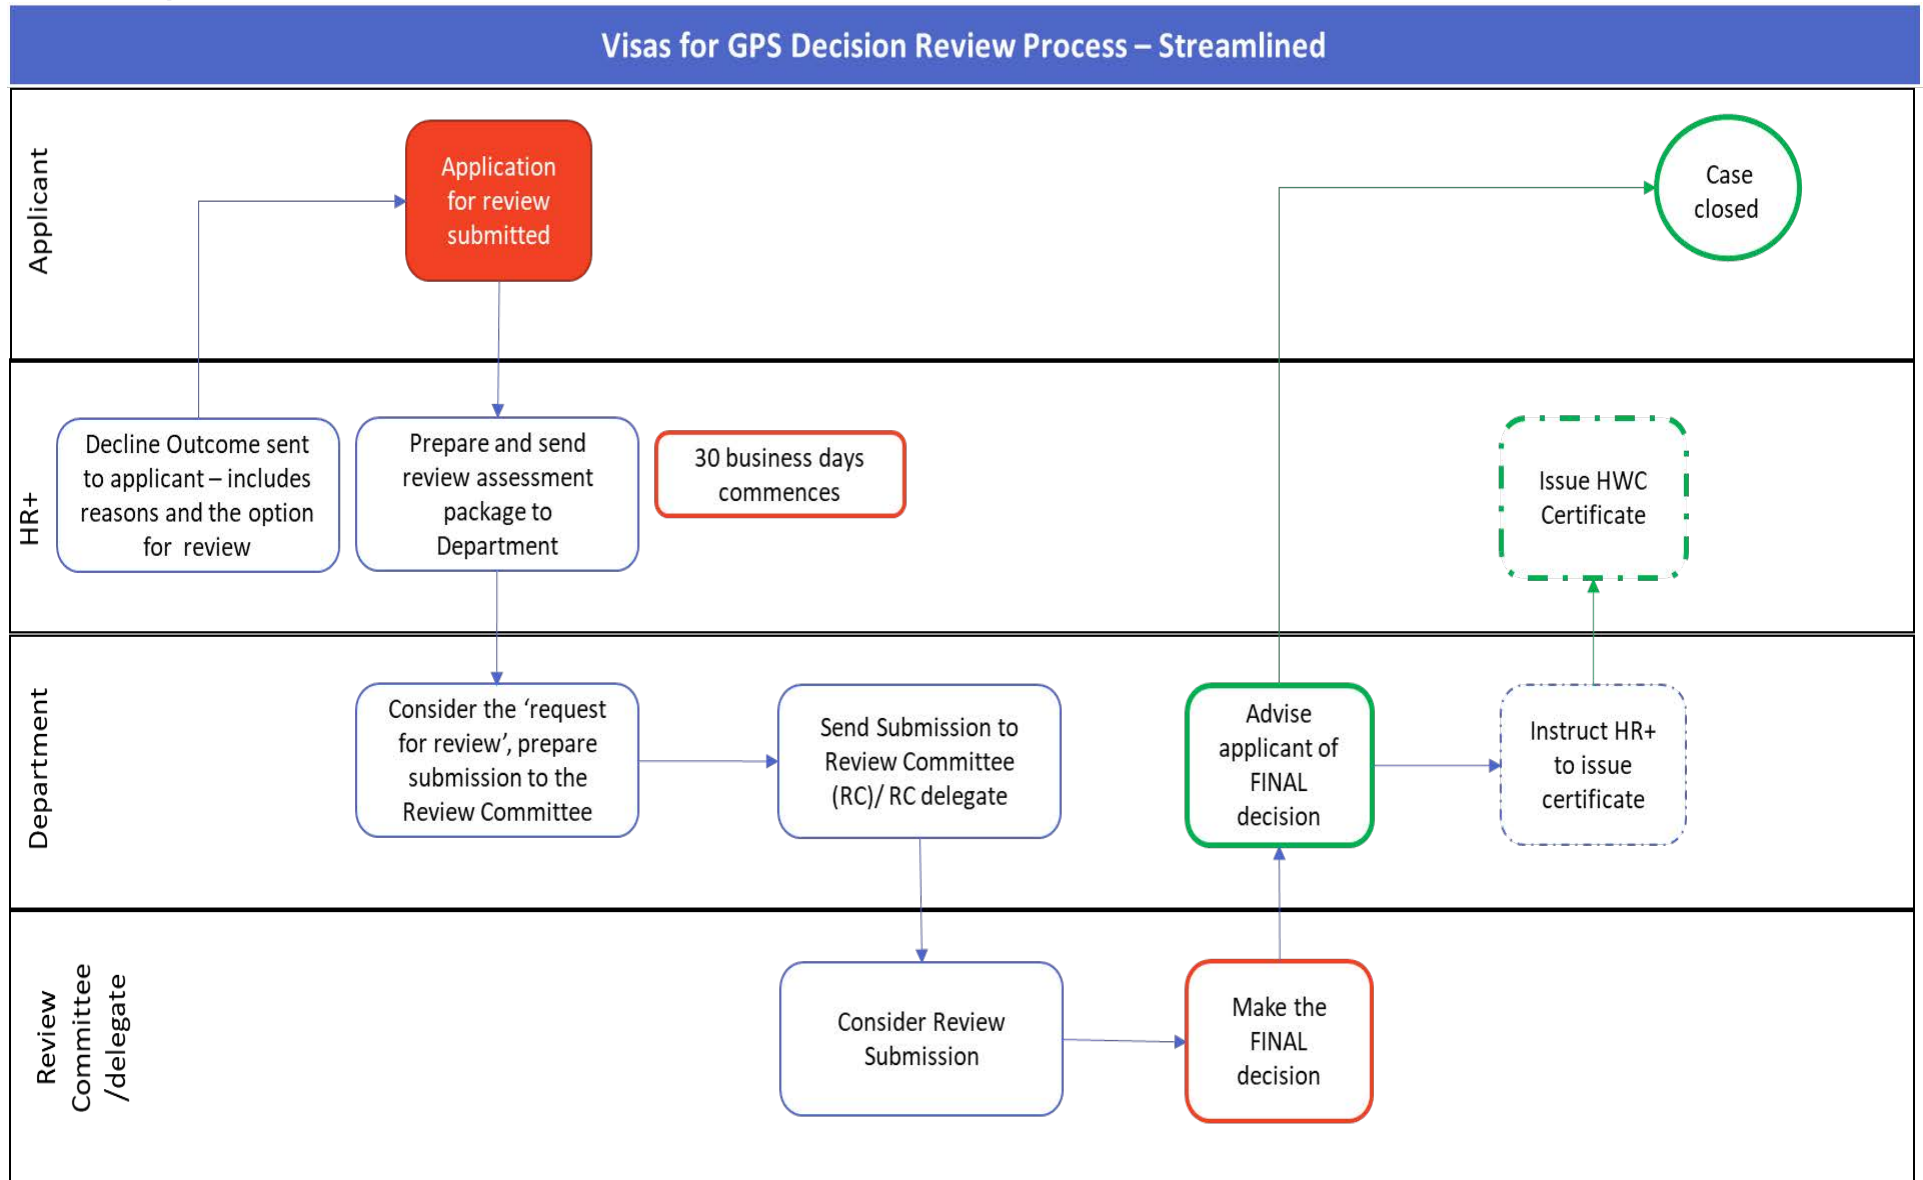 Visas for GPS Decision Review Process – Streamlined
Applicant
Application
for review
submitted
Case
closed
HR+
Decline Outcome sent
to applicant – includes
reasons and the option
for review
Prepare and send
review assessment
package to
Department
30 business days
commences
Issue HWC
Certificate
Department
Consider the ‘request
for review’, prepare
submission to the
Review Committee
Send Submission to
Review Committee
(RC)/ RC delegate
Advise
applicant of
FINAL
decision
Instruct HR+
to issue
certificate
Review
Committee
/delegate
Consider Review
Submission
Make the
FINAL
decision